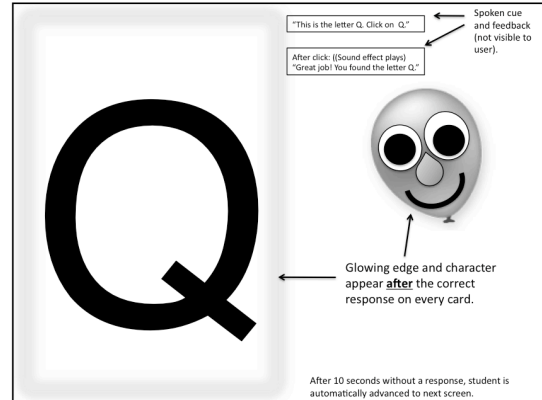 "This is the letter Q. Click on  Q."
Spoken cue
and feedback
(not visible to
user).
After click: ((Sound effect plays)
"Great job! You found the letter Q."
Q
Glowing edge and character
appear after the correct
response on every card.
After 10 seconds without a response, student is
automatically advanced to next screen.